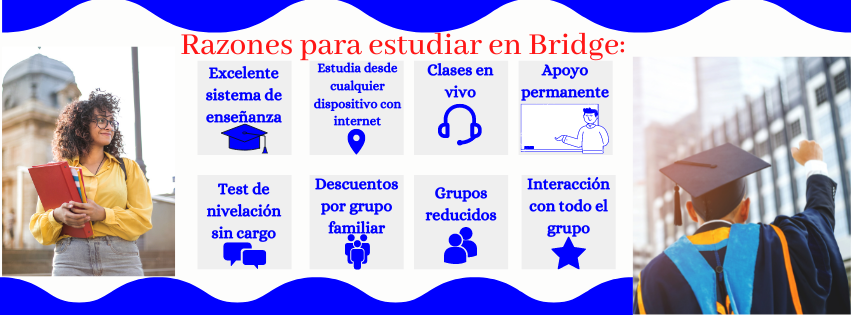 Razones para estudiar en Bridge:
Excelente
sistema de
enseñanza
Estudia desde
cualquier
dispositivo con
internet
Clases en
vivo
Apoyo
permanente
Test de
nivelación
sin cargo
Descuentos
por grupo
familiar
Grupos
reducidos
Interacción
con todo el
grupo